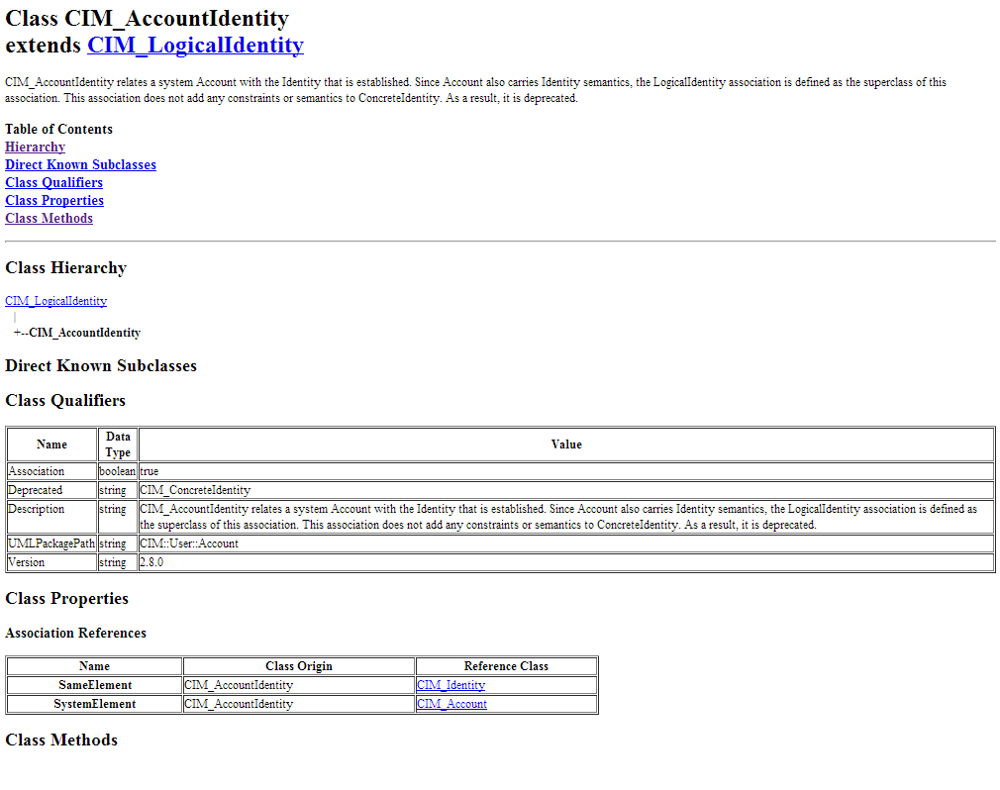 Class CIM_AccountIdentity
extends CIM_LogicalIdentity
CIM_AccountIdentity relates a system Account with the Identity that is established. Since Account also carries Identity semantics, the LogicalIdentity association is defined as the superclass of this
association. This association does not add any constraints or semantics to ConcreteIdentity. As a result, it is deprecated.
Table of Contents
Hierarchy
Direct Known Subclasses
Class Qualifiers
Class Properties
Class Methods
Class Hierarchy
CIM_LogicalIdentity
|
+--CIM_AccountIdentity
Direct Known Subclasses
Class Qualifiers
Name Data Type Value
Association boolean true
Deprecated string CIM_ConcreteIdentity
Description string CIM_AccountIdentity relates a system Account with the Identity that is established. Since Account also carries Identity semantics, the LogicalIdentity association is defined as
the superclass of this association. This association does not add any constraints or semantics to ConcreteIdentity. As a result, it is deprecated.
UMLPackagePath string CIM::User::Account
Version string 2.8.0
Class Properties
Association References
Name Class Origin Reference Class
SameElement CIM_AccountIdentity CIM_Identity
SystemElement CIM_AccountIdentity CIM_Account
Class Methods